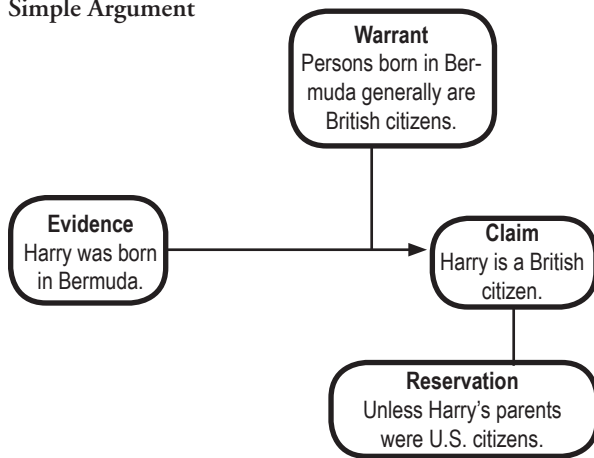 Simple Argument
Warrant
Persons born in Ber-
muda generally are
British citizens.
Evidence
Harry was born
in Bermuda.
Claim
Harry is a British
citizen.
Reservation
Unless Harry's parents
were U.S. citizens.